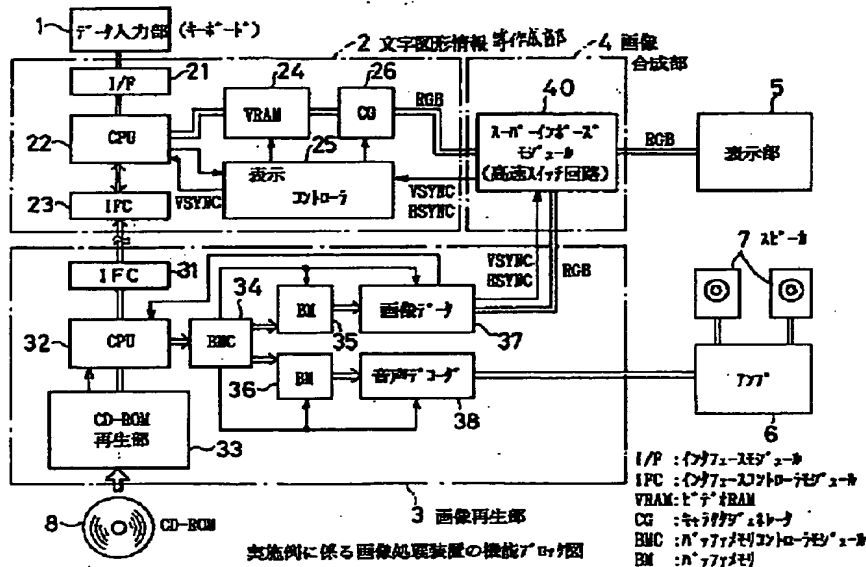 1
データ入力部 (キーボード)
2 文字図形情報等作成部
4 画像
合成部
21
I/F
22
CPU
23
IFC
24
VRAM
26
CG
RGB
25
表示
コントローラ
VSYNC
VSYNC
HSYNC
40
スーパーインポーズ
モジュール
(高速スイッチ回路)
RGB
5
表示部
31
IFC
32
CPU
34
BMC
BM
35
36
BM
画像データ
37
音声デコーダ
38
VSYNC
HSYNC
RGB
7 スピーカ
アンプ
6
CD-ROM
再生部
33
8
CD-ROM
3 画像再生部
実施例に係る画像処理装置の機能ブロック図
I/F :インタフェースモジュール
IFC :インタフェースコントローラモジュール
VRAM:ビデオRAM
CG :キャラクタジェネレータ
BMC :バッファメモリコントローラモジュール
BM :バッファメモリ